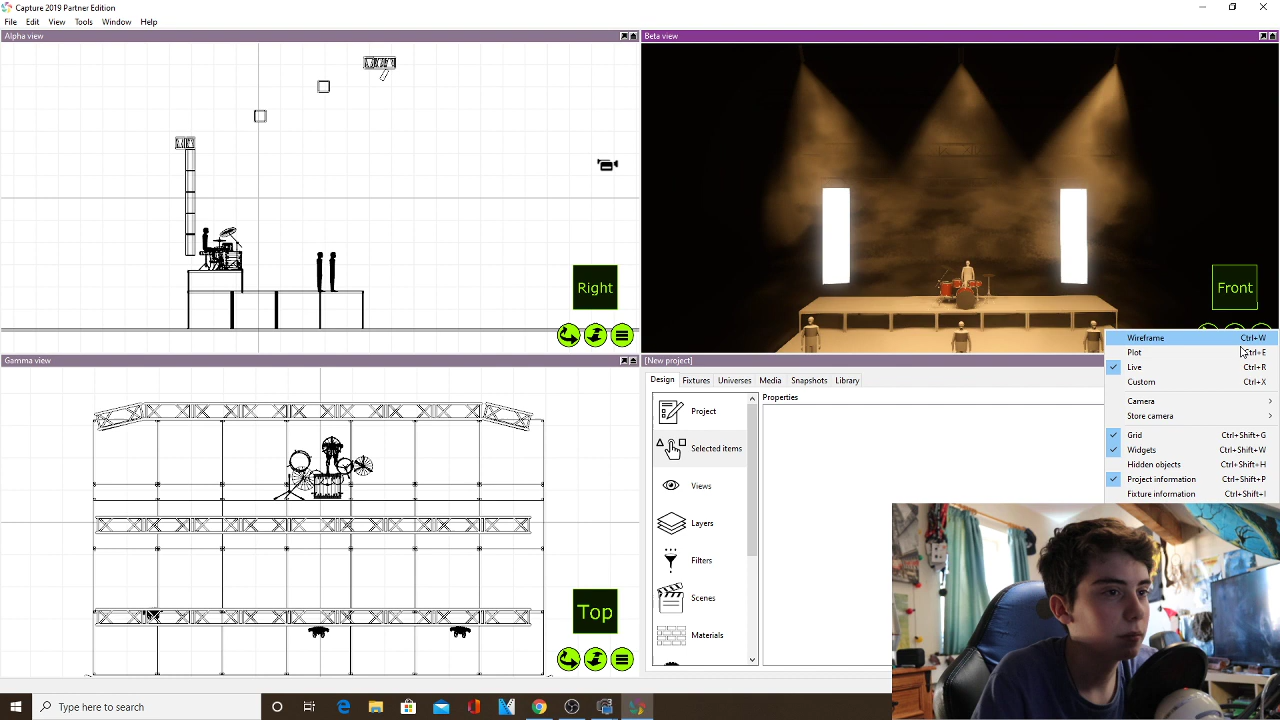 Capture 2019 Partner Edition
File Edit View Tools Window Help
Alpha view
Beta view
Right
Front
Gamma view
[New project]
Design Fixtures Universes Media Snapshots Library
Project
Selected items
Views
Layers
Filters
Scenes
Materials
Properties
Wireframe Ctrl+W
Plot Ctrl+E
Live Ctrl+R
Custom Ctrl+X
Camera
Store camera
Grid Ctrl+Shift+G
Widgets Ctrl+Shift+W
Hidden objects Ctrl+Shift+H
Project information Ctrl+Shift+P
Fixture information Ctrl+Shift+I
Top
Type here to search